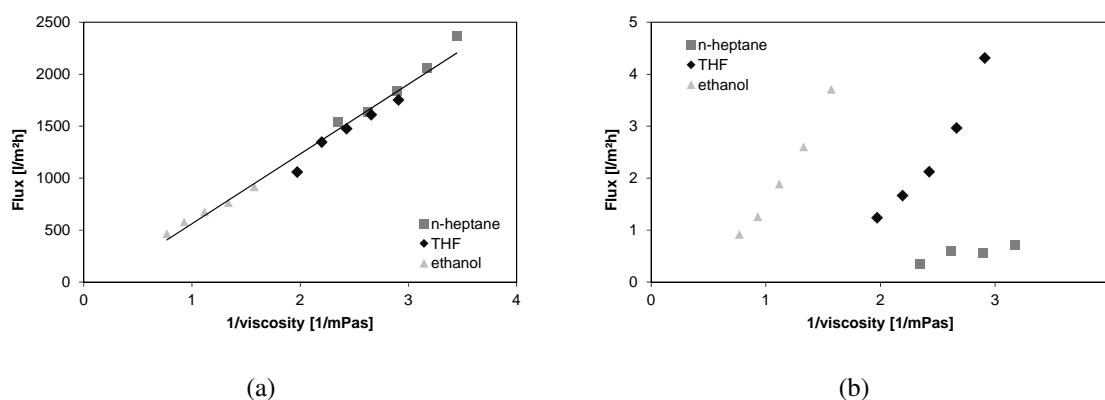 2500
2000
1500
1000
500
0
Flux [l/m²h]
n-heptane
THF
ethanol
0 1 2 3 4
1/viscosity [1/mPas]
(a)
5
4
3
2
1
0
Flux [l/m²h]
n-heptane
THF
ethanol
0 1 2 3
1/viscosity [1/mPas]
(b)